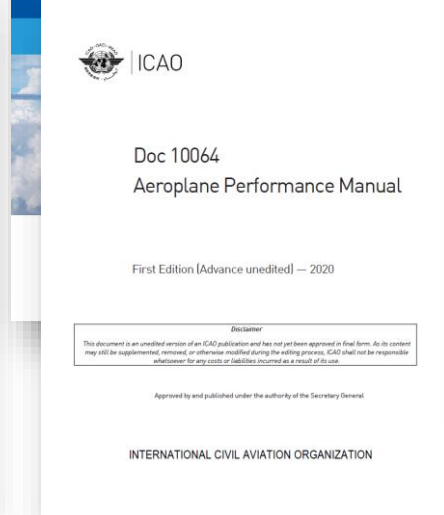 ICAO
Doc 10064
Aeroplane Performance Manual
First Edition (Advance unedited) — 2020
Disclaimer
This document is an unedited version of an ICAO publication and has not yet been approved in final form. As its content
may still be supplemented, removed, or otherwise modified during the editing process, ICAO shall not be responsible
whatsoever for any costs or liabilities incurred as a result of its use.
Approved by and published under the authority of the Secretary General
INTERNATIONAL CIVIL AVIATION ORGANIZATION